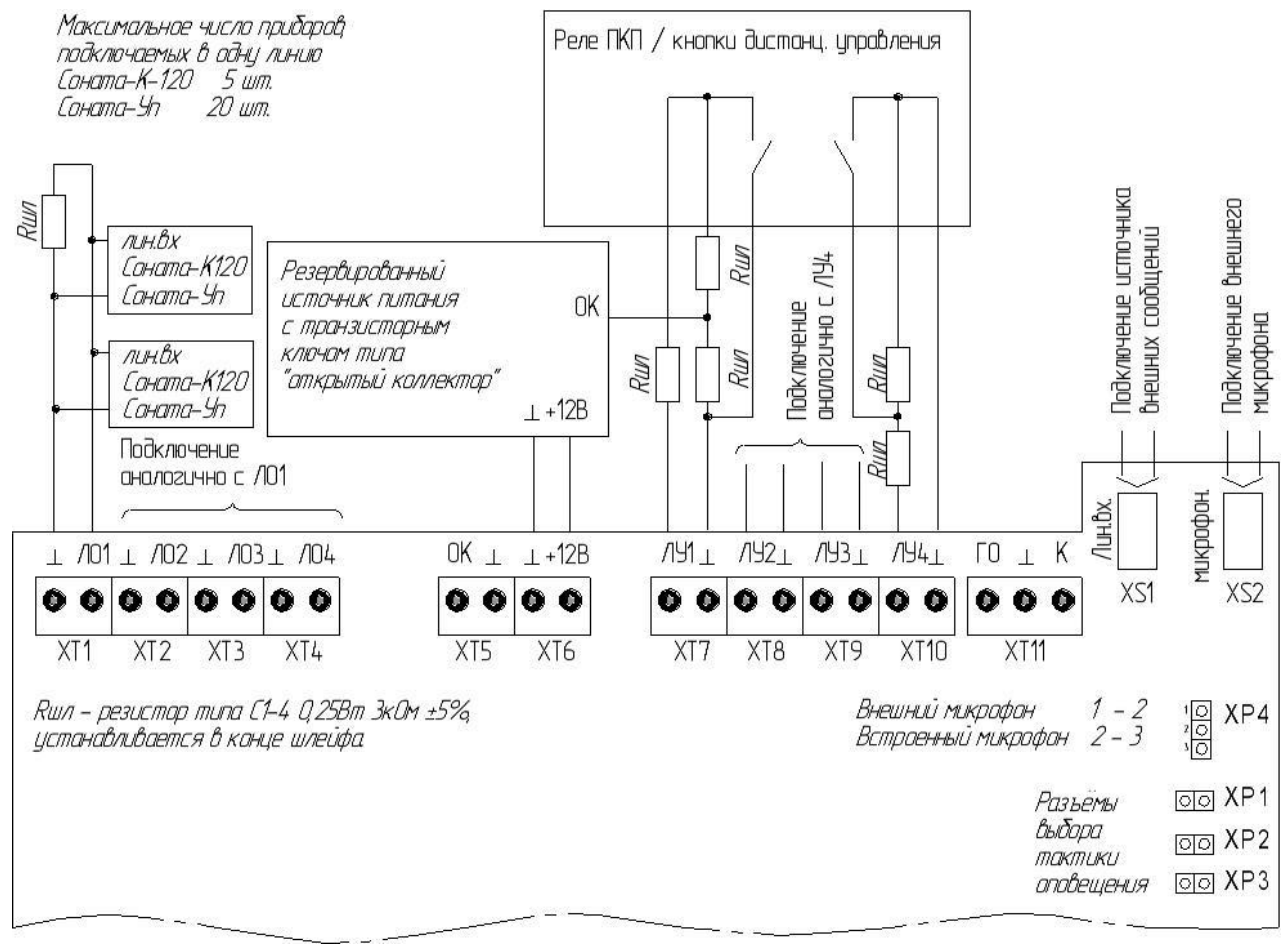 Максимальное число приборов,
подключаемых в одну линию
Соната-К-120 5 шт.
Соната-Уп 20 шт.
Реле ПКП / кнопки дистанц. управления
Rшл
лин.вх
Соната-К120
Соната-Уп
лин.вх
Соната-К120
Соната-Уп
Резервированный
источник питания
с транзисторным
ключом типа
"открытый коллектор"
ОК
⊥ +12В
Rшл
Rшл
Rшл
Подключение
аналогично с ЛУ4
Rшл
Rшл
Подключение источника
внешних сообщений
Подключение внешнего
микрофона
Подключение
аналогично с ЛО1
⊥ ЛО1 ⊥ ЛО2 ⊥ ЛО3 ⊥ ЛО4
ОК ⊥ ⊥ +12В
ЛУ1 ⊥ ЛУ2 ⊥ ЛУ3 ⊥ ЛУ4 ⊥
ГО ⊥ К
Лин.вх.
микрофон.
XS1
XS2
XT1 XT2 XT3 XT4
XT5 XT6
XT7 XT8 XT9 XT10
XT11
Rшл – резистор типа С1-4 0,25Вт 3кОм ±5%,
устанавливается в конце шлейфа
Внешний микрофон 1 - 2
Встроенный микрофон 2 - 3
1
2
3
XP4
Разъёмы
выбора
тактики
оповещения
XP1
XP2
XP3